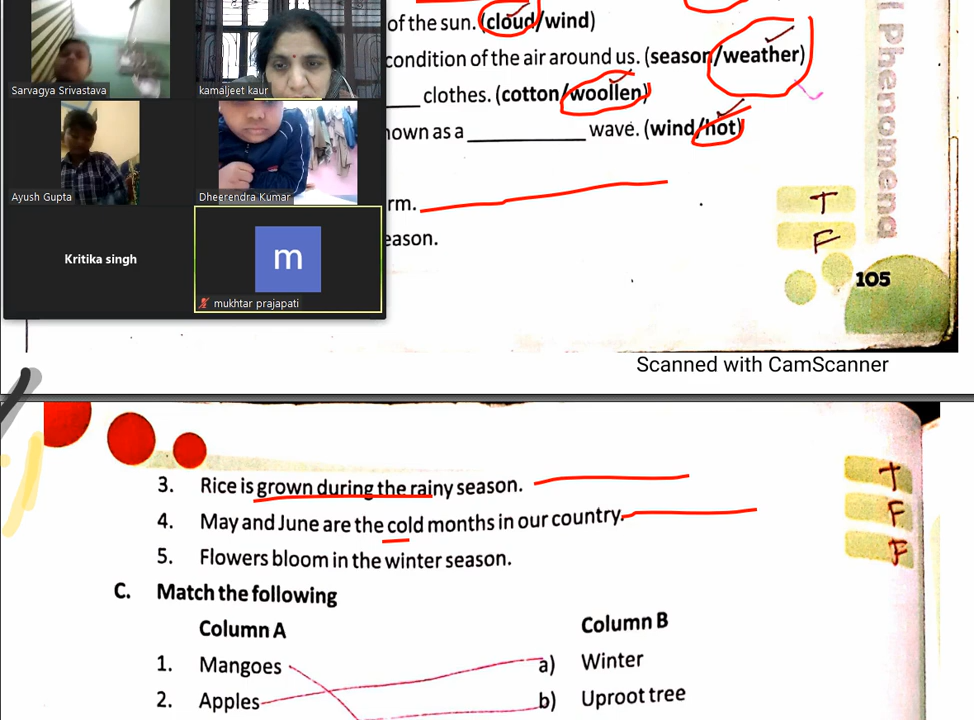 of the sun. (cloud/wind)
condition of the air around us. (season/weather)
____ clothes. (cotton/woollen)
nown as a ____________ wave. (wind/hot)
rm.
T
eason.
F
Phenomena
105
Sarvagya Srivastava
kamaljeet kaur
Ayush Gupta
Dheerendra Kumar
Kritika singh
m
mukhtar prajapati
Scanned with CamScanner
3. Rice is grown during the rainy season. T
4. May and June are the cold months in our country. F
5. Flowers bloom in the winter season. F
C. Match the following
Column A Column B
1. Mangoes a) Winter
2. Apples b) Uproot tree